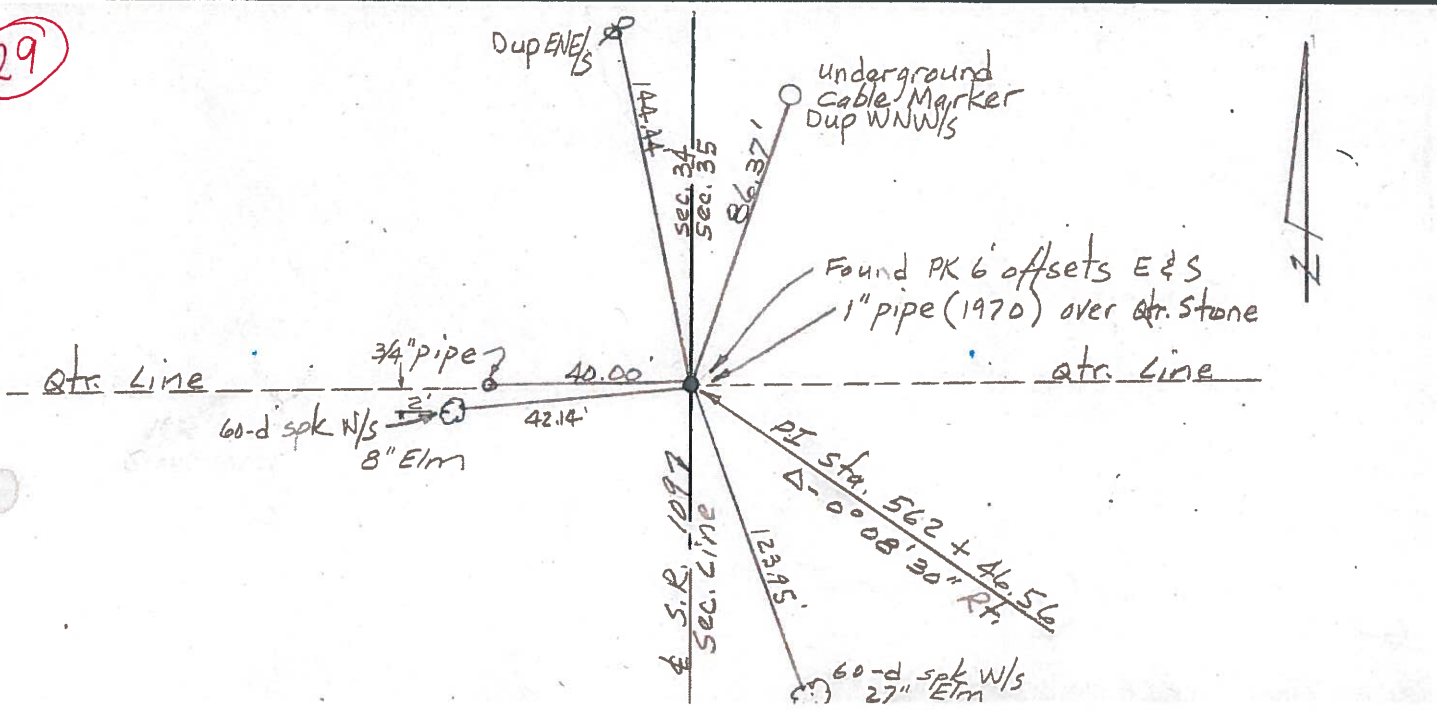 29
Dup ENE/s
144.44
Sec. 34
Sec. 35
86.37'
underground
Cable Marker
Dup WNW/s
N
Found PK 6' offsets E & S
1" pipe (1970) over Qtr. Stone
Qtr. Line
3/4" pipe
40.00'
Qtr. Line
2'
60-d spk N/s
8" Elm
42.14'
PI Sta. 562 + 46.56
Δ- 0° 08' 30" Rt.
℄ S.R. 109
Sec. Line
123.95'
60-d spk W/s
27" Elm